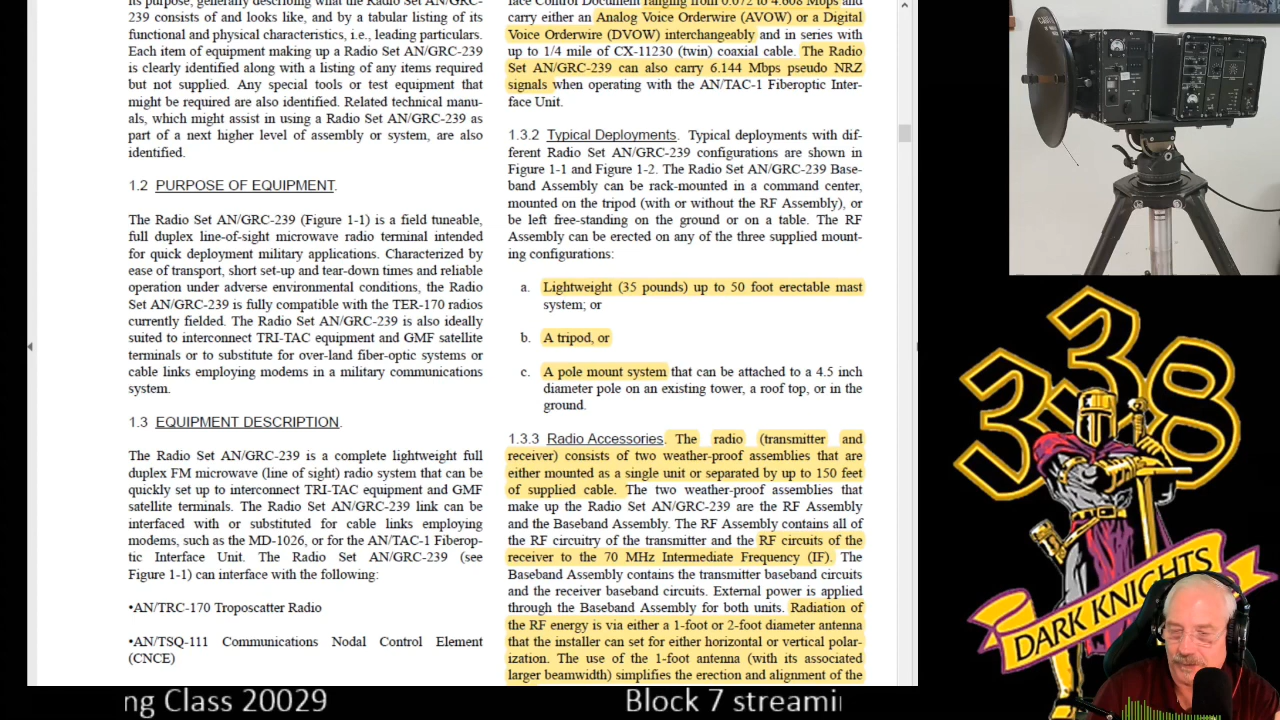 its purpose, generally describing what the Radio Set AN/GRC-
239 consists of and looks like, and by a tabular listing of its
functional and physical characteristics, i.e., leading particulars.
Each item of equipment making up a Radio Set AN/GRC-239
is clearly identified along with a listing of any items required
but not supplied. Any special tools or test equipment that
might be required are also identified. Related technical manu-
als, which might assist in using a Radio Set AN/GRC-239 as
part of a next higher level of assembly or system, are also
identified.
1.2 PURPOSE OF EQUIPMENT.
The Radio Set AN/GRC-239 (Figure 1-1) is a field tuneable,
full duplex line-of-sight microwave radio terminal intended
for quick deployment military applications. Characterized by
ease of transport, short set-up and tear-down times and reliable
operation under adverse environmental conditions, the Radio
Set AN/GRC-239 is fully compatible with the TER-170 radios
currently fielded. The Radio Set AN/GRC-239 is also ideally
suited to interconnect TRI-TAC equipment and GMF satellite
terminals or to substitute for over-land fiber-optic systems or
cable links employing modems in a military communications
system.
1.3 EQUIPMENT DESCRIPTION.
The Radio Set AN/GRC-239 is a complete lightweight full
duplex FM microwave (line of sight) radio system that can be
quickly set up to interconnect TRI-TAC equipment and GMF
satellite terminals. The Radio Set AN/GRC-239 link can be
interfaced with or substituted for cable links employing
modems, such as the MD-1026, or for the AN/TAC-1 Fiberop-
tic Interface Unit. The Radio Set AN/GRC-239 (see
Figure 1-1) can interface with the following:
•AN/TRC-170 Troposcatter Radio
•AN/TSQ-111 Communications Nodal Control Element
(CNCE)
face Control Document ranging from 0.072 to 4.608 Mbps and
carry either an Analog Voice Orderwire (AVOW) or a Digital
Voice Orderwire (DVOW) interchangeably and in series with
up to 1/4 mile of CX-11230 (twin) coaxial cable. The Radio
Set AN/GRC-239 can also carry 6.144 Mbps pseudo NRZ
signals when operating with the AN/TAC-1 Fiberoptic Inter-
face Unit.
1.3.2 Typical Deployments. Typical deployments with dif-
ferent Radio Set AN/GRC-239 configurations are shown in
Figure 1-1 and Figure 1-2. The Radio Set AN/GRC-239 Base-
band Assembly can be rack-mounted in a command center,
mounted on the tripod (with or without the RF Assembly), or
be left free-standing on the ground or on a table. The RF
Assembly can be erected on any of the three supplied mount-
ing configurations:
a. Lightweight (35 pounds) up to 50 foot erectable mast
system; or
b. A tripod, or
c. A pole mount system that can be attached to a 4.5 inch
diameter pole on an existing tower, a roof top, or in the
ground.
1.3.3 Radio Accessories. The radio (transmitter and
receiver) consists of two weather-proof assemblies that are
either mounted as a single unit or separated by up to 150 feet
of supplied cable. The two weather-proof assemblies that
make up the Radio Set AN/GRC-239 are the RF Assembly
and the Baseband Assembly. The RF Assembly contains all of
the RF circuitry of the transmitter and the RF circuits of the
receiver to the 70 MHz Intermediate Frequency (IF). The
Baseband Assembly contains the transmitter baseband circuits
and the receiver baseband circuits. External power is applied
through the Baseband Assembly for both units. Radiation of
the RF energy is via either a 1-foot or 2-foot diameter antenna
that the installer can set for either horizontal or vertical polar-
ization. The use of the 1-foot antenna (with its associated
larger beamwidth) simplifies the erection and alignment of the
338
DARK KNIGHTS
ng Class 20029 Block 7 streami